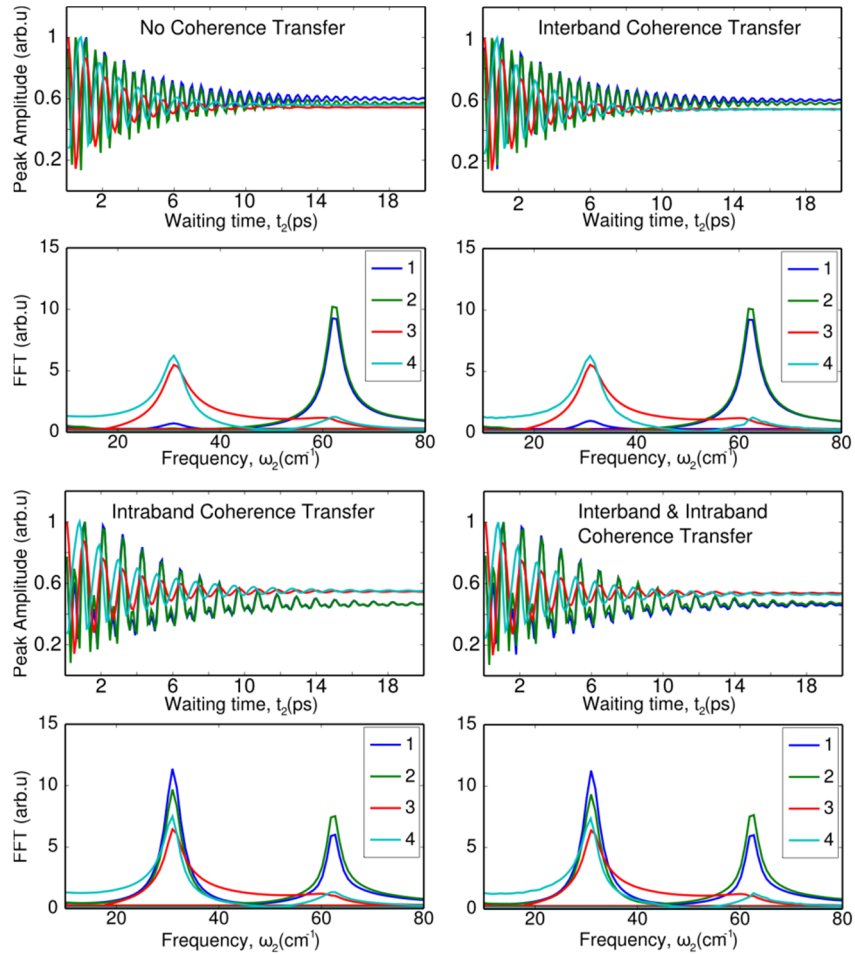 No Coherence Transfer
Peak Amplitude (arb.u)
1
0.6
0.2
2 6 10 14 18
Waiting time, t2(ps)
Interband Coherence Transfer
1
0.6
0.2
2 6 10 14 18
Waiting time, t2(ps)
FFT (arb.u)
15
10
5
0
20 40 60 80
Frequency, ω2(cm-1)
1
2
3
4
15
10
5
0
20 40 60 80
Frequency, ω2(cm-1)
1
2
3
4
Intraband Coherence Transfer
Peak Amplitude (arb.u)
1
0.6
0.2
2 6 10 14 18
Waiting time, t2(ps)
Interband & Intraband
Coherence Transfer
1
0.6
0.2
2 6 10 14 18
Waiting time, t2(ps)
FFT (arb.u)
15
10
5
0
20 40 60 80
Frequency, ω2(cm-1)
1
2
3
4
15
10
5
0
20 40 60 80
Frequency, ω2(cm-1)
1
2
3
4